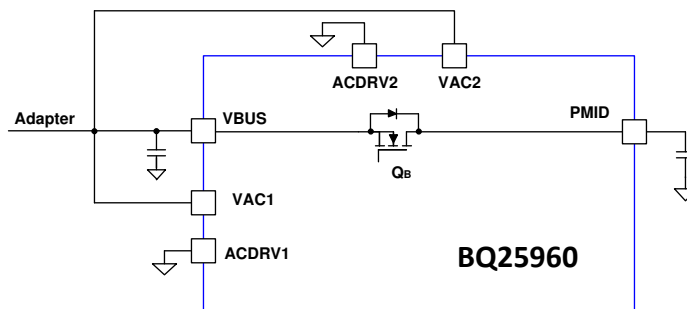 ACDRV2
VAC2
Adapter
VBUS
PMID
QB
VAC1
ACDRV1
BQ25960